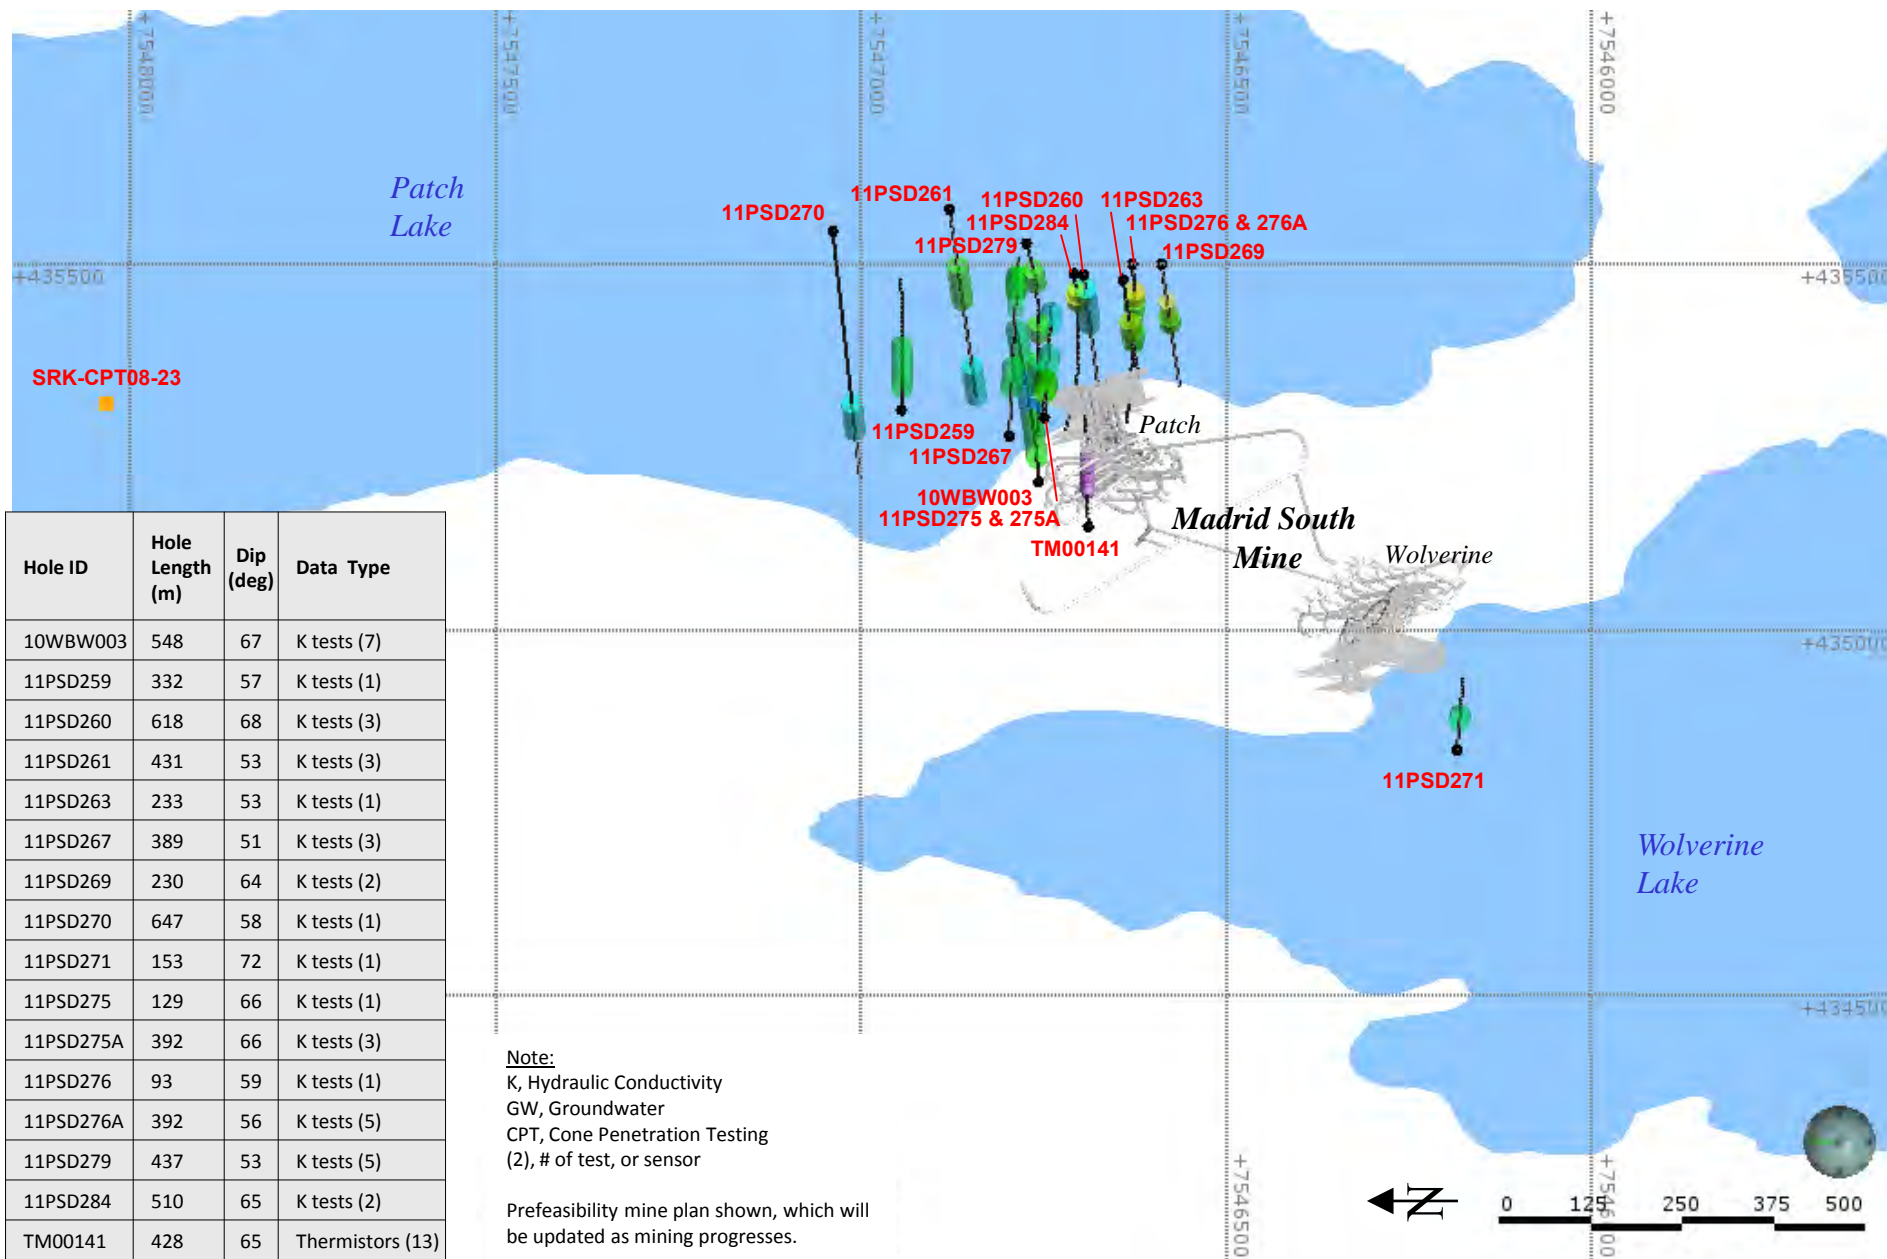 +7548000
+7547500
+7547000
+7546500
+7546000
Patch
Lake
11PSD270
11PSD261
11PSD260
11PSD284
11PSD279
11PSD263
11PSD276 & 276A
11PSD269
+435500
+435500
SRK-CPT08-23
11PSD259
11PSD267
10WBW003
11PSD275 & 275A
TM00141
Patch
Madrid South
Mine
Wolverine
+435000
11PSD271
Wolverine
Lake
+434500
Hole ID Hole Length (m) Dip (deg) Data Type
10WBW003 548 67 K tests (7)
11PSD259 332 57 K tests (1)
11PSD260 618 68 K tests (3)
11PSD261 431 53 K tests (3)
11PSD263 233 53 K tests (1)
11PSD267 389 51 K tests (3)
11PSD269 230 64 K tests (2)
11PSD270 647 58 K tests (1)
11PSD271 153 72 K tests (1)
11PSD275 129 66 K tests (1)
11PSD275A 392 66 K tests (3)
11PSD276 93 59 K tests (1)
11PSD276A 392 56 K tests (5)
11PSD279 437 53 K tests (5)
11PSD284 510 65 K tests (2)
TM00141 428 65 Thermistors (13)
Note:
K, Hydraulic Conductivity
GW, Groundwater
CPT, Cone Penetration Testing
(2), # of test, or sensor
Prefeasibility mine plan shown, which will
be updated as mining progresses.
+7546500
+7546000
N
0 125 250 375 500